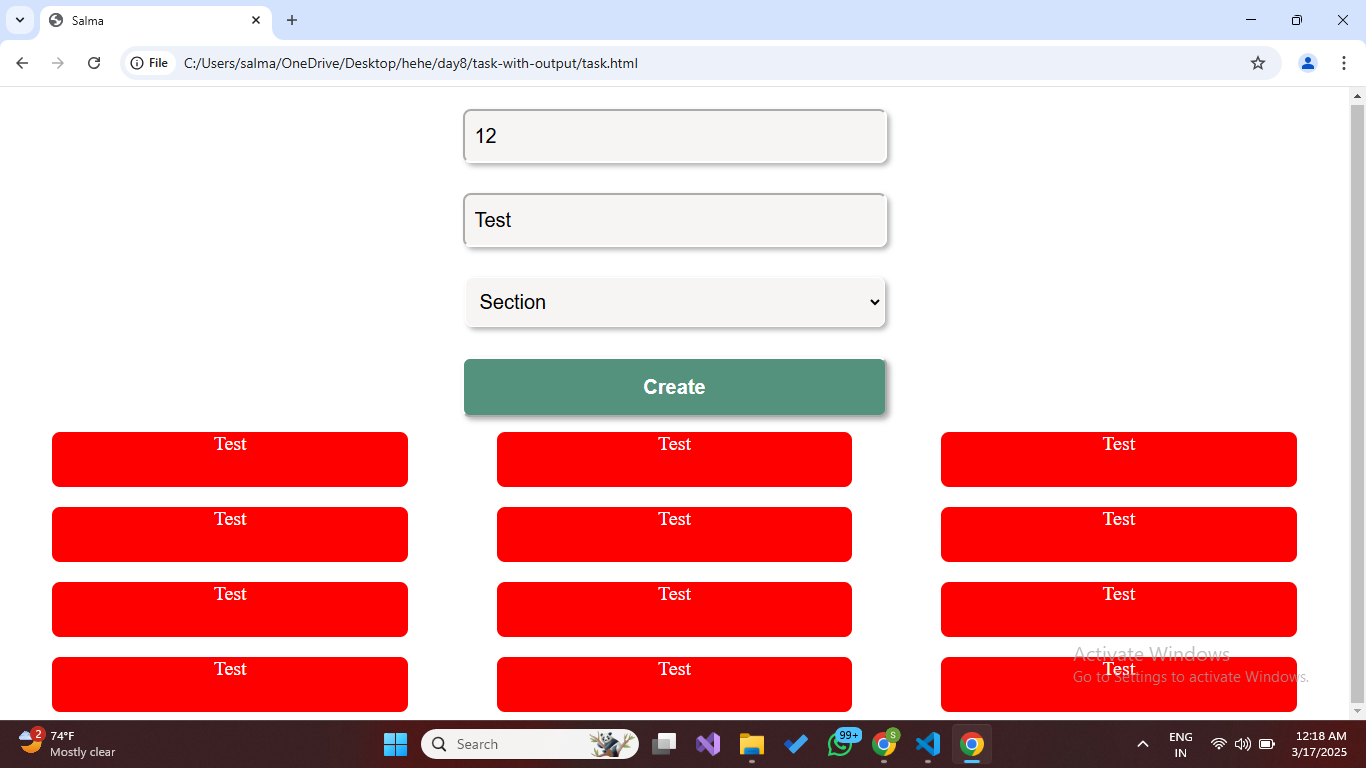 Salma
File C:/Users/salma/OneDrive/Desktop/hehe/day8/task-with-output/task.html
12
Test
Section
Create
Test Test Test
Test Test Test
Test Test Test
Test Test Test
Activate Windows
Go to Settings to activate Windows.
2
74°F
Mostly clear
Search
99+
S
ENG
IN
12:18 AM
3/17/2025